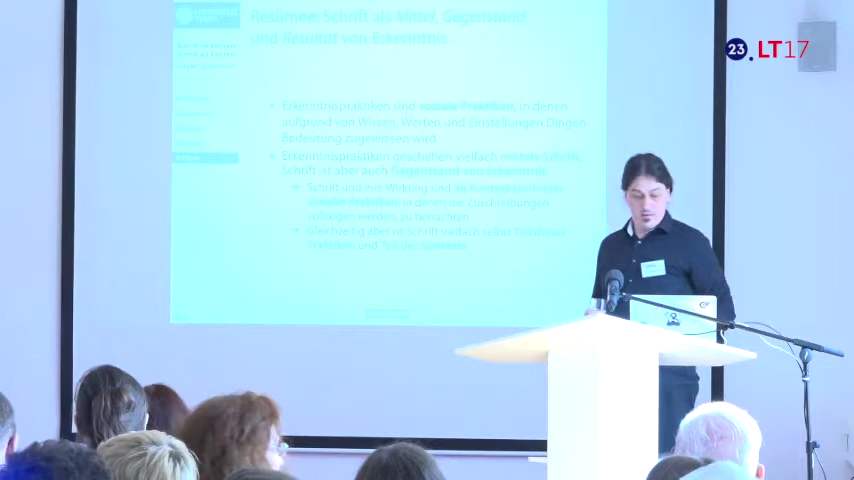 23. LT17
Resümee: Schrift als Mittel, Gegenstand
und Resultat von Erkenntnis
Erkenntnispraktiken sind soziale Praktiken, in denen
aufgrund von Wissen, Werten und Einstellungen Dingen
Bedeutung zugewiesen wird.
Erkenntnispraktiken geschehen vielfach mittels Schrift,
Schrift ist aber auch Gegenstand von Erkenntnis.
Schrift und ihre Wirkung sind im Kontext konkreter
sozialer Praktiken, in denen die Zuschreibungen
vollzogen werden, zu betrachten.
Gleichzeitig aber ist Schrift vielfach selbst Teil dieser
Praktiken und Teil des Kontexts.